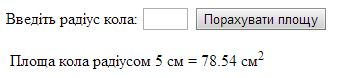 Введіть радіус кола: Порахувати площу
Площа кола радіусом 5 см = 78.54 см²